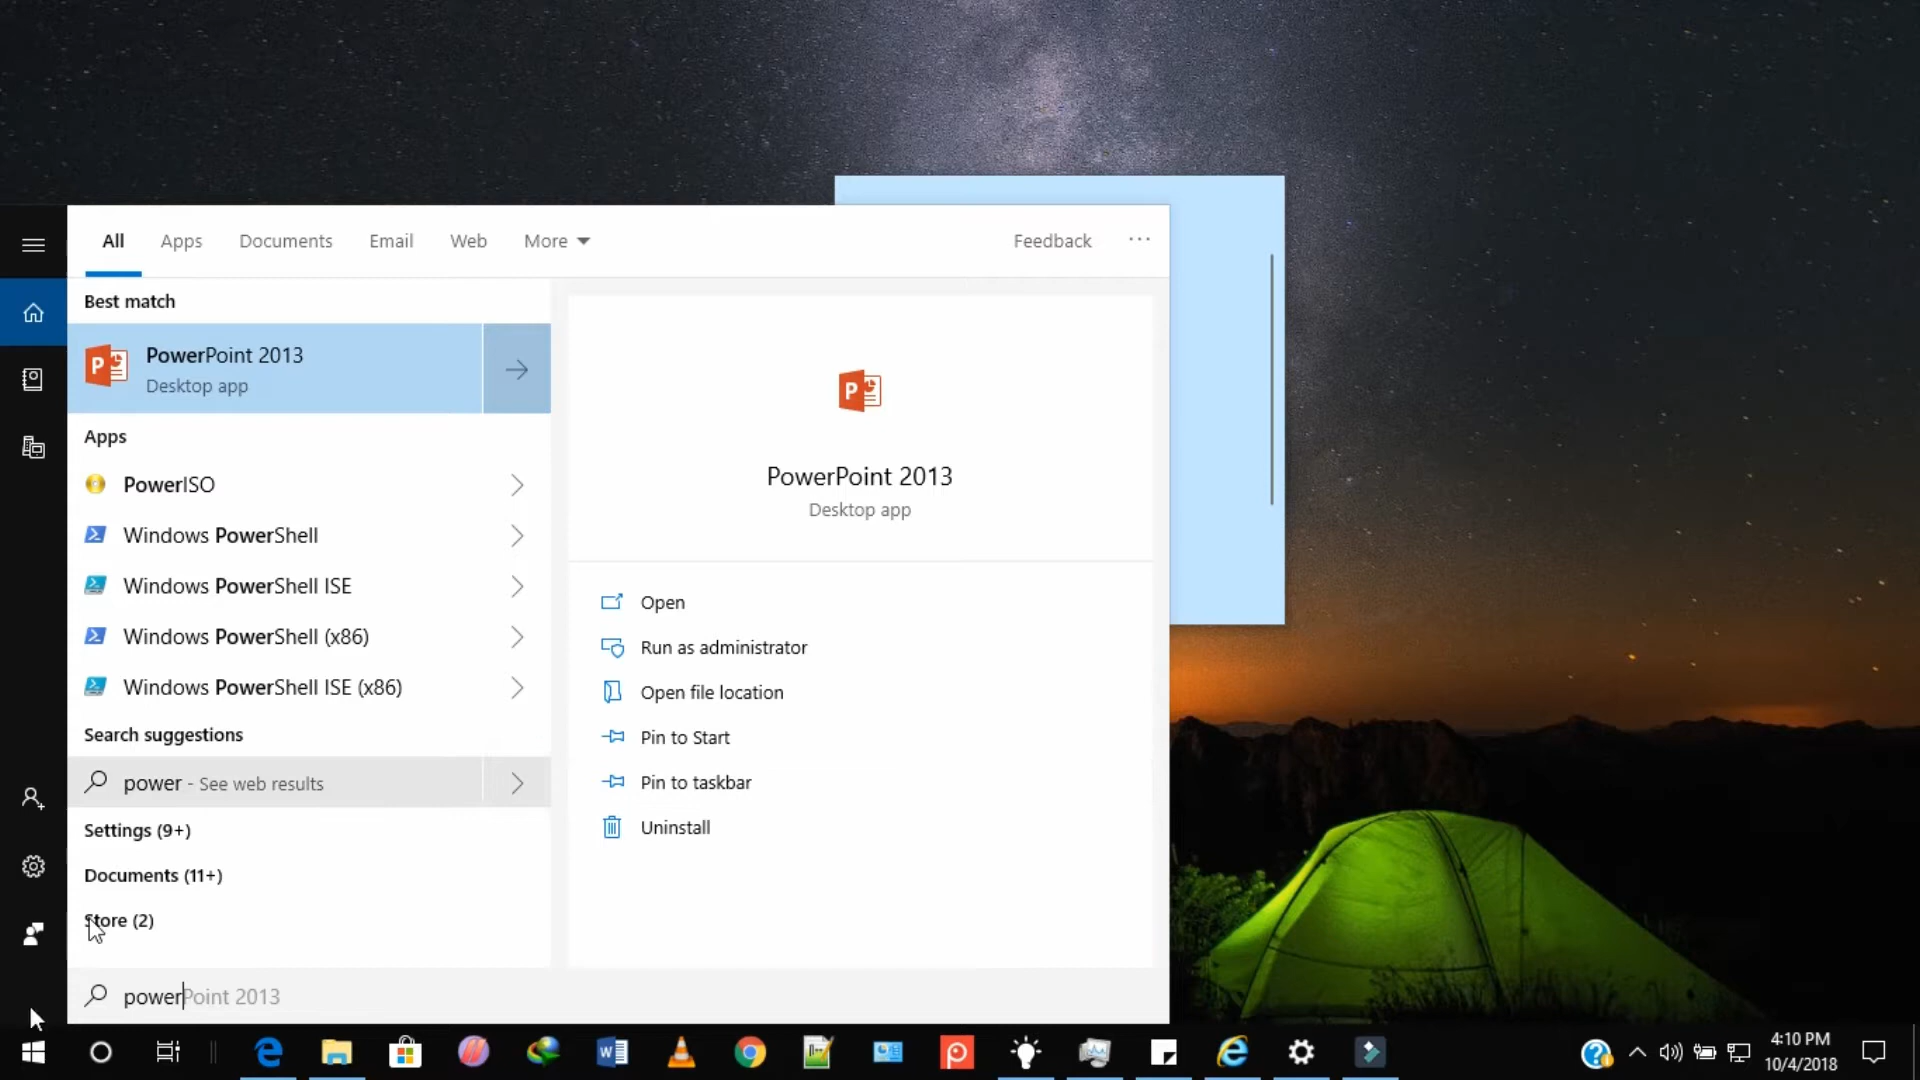 All Apps Documents Email Web More Feedback ...
Best match
PowerPoint 2013
Desktop app
Apps
PowerISO
Windows PowerShell
Windows PowerShell ISE
Windows PowerShell (x86)
Windows PowerShell ISE (x86)
Search suggestions
power - See web results
Settings (9+)
Documents (11+)
Store (2)
powerPoint 2013
PowerPoint 2013
Desktop app
Open
Run as administrator
Open file location
Pin to Start
Pin to taskbar
Uninstall
4:10 PM
10/4/2018